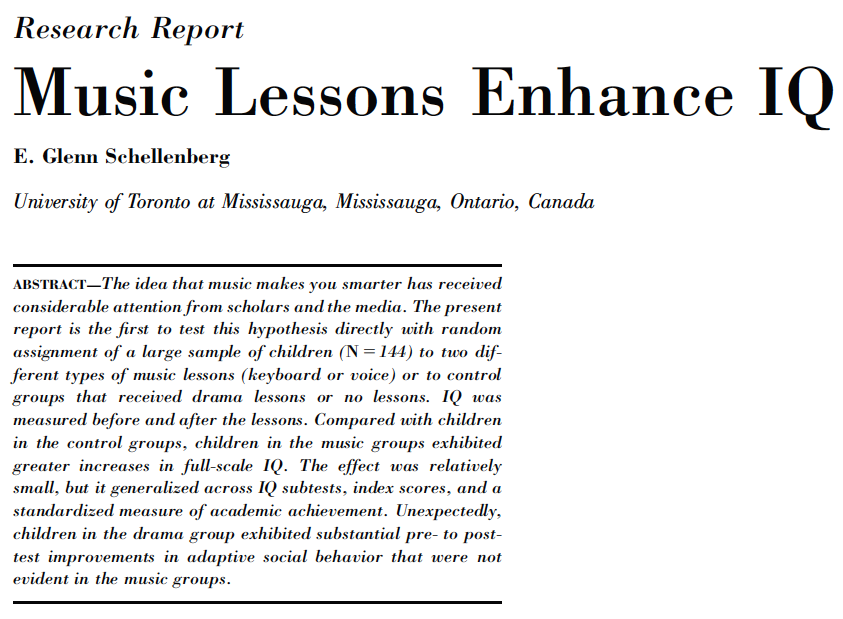 Research Report
Music Lessons Enhance IQ
E. Glenn Schellenberg
University of Toronto at Mississauga, Mississauga, Ontario, Canada
ABSTRACT—The idea that music makes you smarter has received
considerable attention from scholars and the media. The present
report is the first to test this hypothesis directly with random
assignment of a large sample of children (N = 144) to two dif-
ferent types of music lessons (keyboard or voice) or to control
groups that received drama lessons or no lessons. IQ was
measured before and after the lessons. Compared with children
in the control groups, children in the music groups exhibited
greater increases in full-scale IQ. The effect was relatively
small, but it generalized across IQ subtests, index scores, and a
standardized measure of academic achievement. Unexpectedly,
children in the drama group exhibited substantial pre- to post-
test improvements in adaptive social behavior that were not
evident in the music groups.